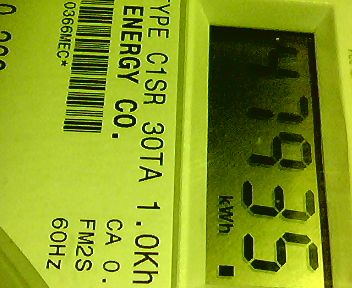 47935
kWh
TYPE C1SR 30TA 1.0Kh
ENERGY CO. CA 0.
FM2S
0366MEC* 60Hz